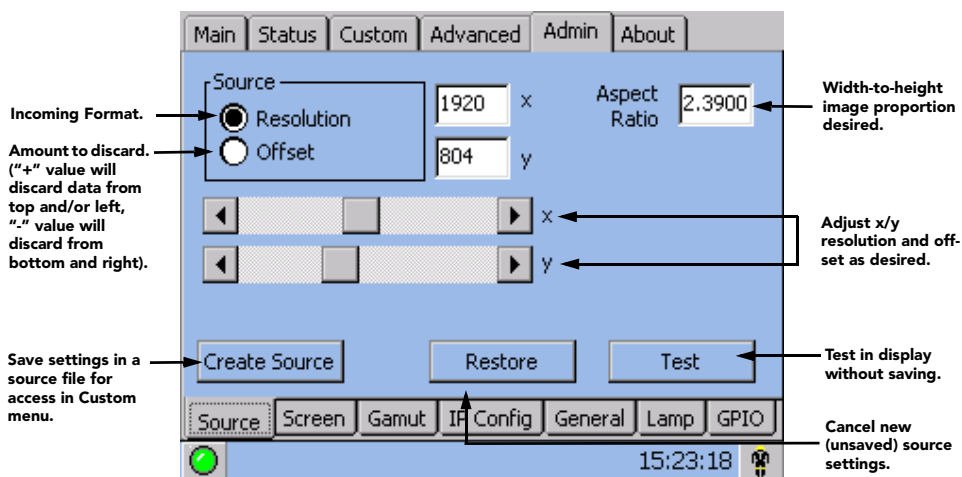 Main Status Custom Advanced Admin About
Source
Resolution
Offset
1920 x
804 y
Aspect
Ratio
2.3900
x
y
Create Source Restore Test
Source Screen Gamut IP Config General Lamp GPIO
15:23:18
Incoming Format.
Amount to discard.
(“+” value will
discard data from
top and/or left,
“-” value will
discard from
bottom and right).
Save settings in a
source file for
access in Custom
menu.
Width-to-height
image proportion
desired.
Adjust x/y
resolution and off-
set as desired.
Test in display
without saving.
Cancel new
(unsaved) source
settings.